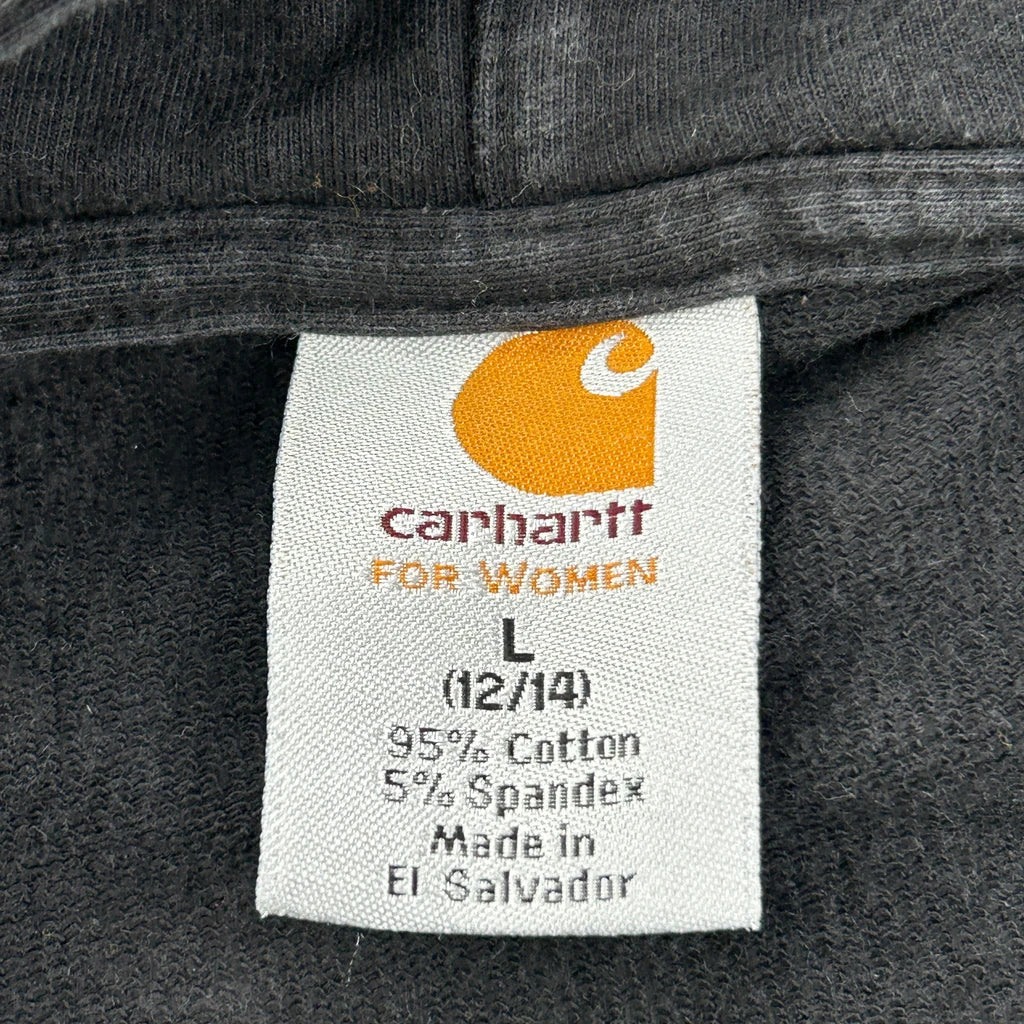 carhartt
FOR WOMEN
L
(12/14)
95% Cotton
5% Spandex
Made in
El Salvador